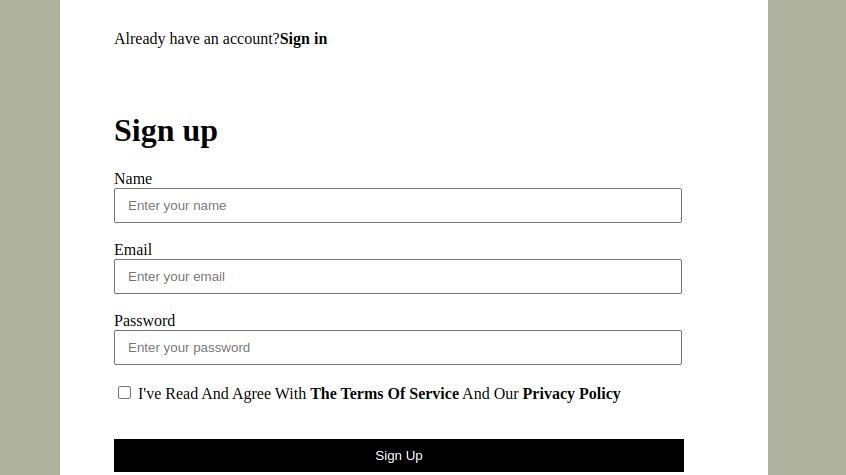 Already have an account?Sign in
Sign up
Name
Enter your name
Email
Enter your email
Password
Enter your password
I've Read And Agree With The Terms Of Service And Our Privacy Policy
Sign Up